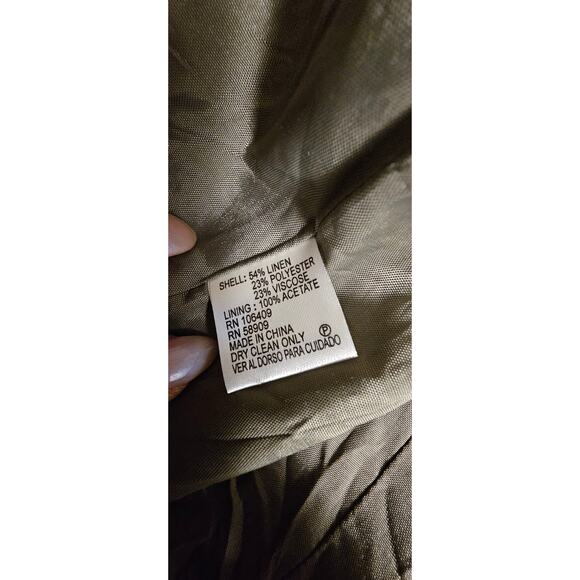 SHELL: 54% LINEN
23% POLYESTER
23% VISCOSE
LINING : 100% ACETATE
RN 106409
RN 58909
MADE IN CHINA
DRY CLEAN ONLY Ⓟ
VER AL DORSO PARA CUIDADO